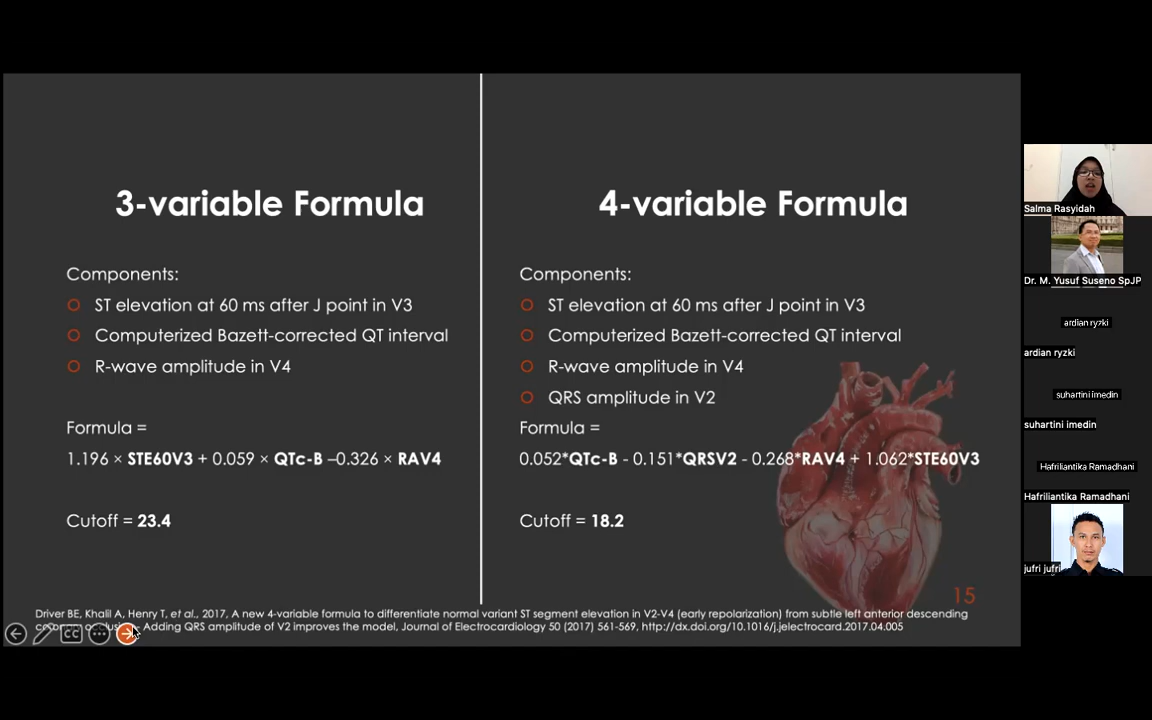 3-variable Formula
Components:
ST elevation at 60 ms after J point in V3
Computerized Bazett-corrected QT interval
R-wave amplitude in V4
Formula =
1.196 × STE60V3 + 0.059 × QTc-B –0.326 × RAV4
Cutoff = 23.4
4-variable Formula
Components:
ST elevation at 60 ms after J point in V3
Computerized Bazett-corrected QT interval
R-wave amplitude in V4
QRS amplitude in V2
Formula =
0.052*QTc-B - 0.151*QRSV2 - 0.268*RAV4 + 1.062*STE60V3
Cutoff = 18.2
15
Driver BE, Khalil A, Henry T, et al., 2017, A new 4-variable formula to differentiate normal variant ST segment elevation in V2-V4 (early repolarization) from subtle left anterior descending
Adding QRS amplitude of V2 improves the model, Journal of Electrocardiology 50 (2017) 561-569, http://dx.doi.org/10.1016/j.jelectrocard.2017.04.005
CC
Salma Rasyidah
Dr. M. Yusuf Suseno SpJP
ardian ryzki
ardian ryzki
suhartini imedin
suhartini imedin
Hafriliantika Ramadhani
Hafriliantika Ramadhani
jufri jufri